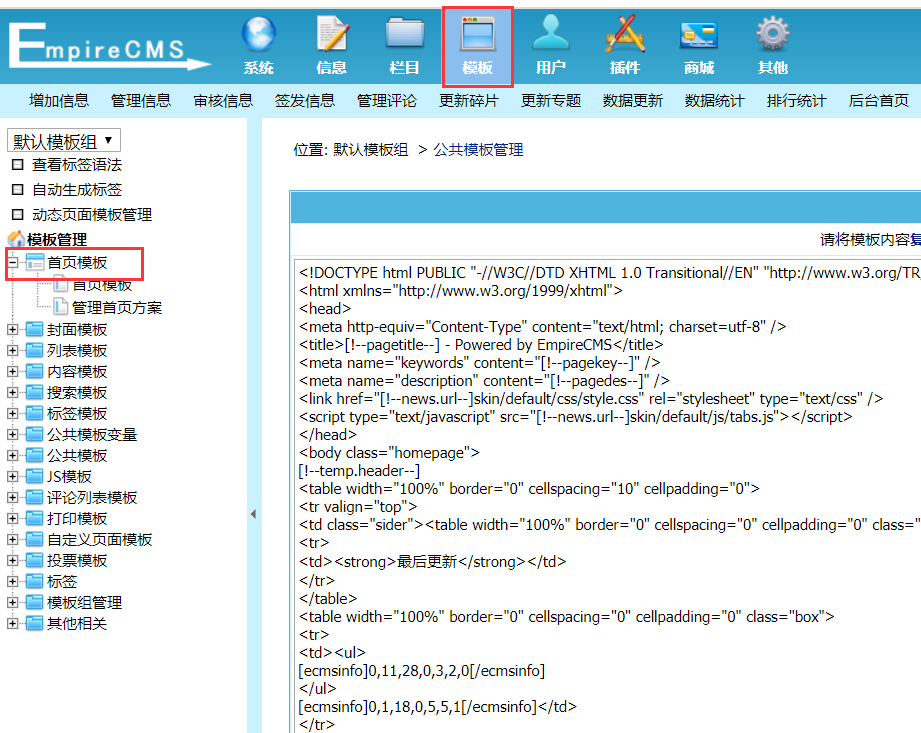 EmpireCMS
系统 信息 栏目 模板 用户 插件 商城 其他
增加信息 管理信息 审核信息 签发信息 管理评论 更新碎片 更新专题 数据更新 数据统计 排行统计 后台首页
默认模板组
查看标签语法
自动生成标签
动态页面模板管理
模板管理
首页模板
首页模板
管理首页方案
封面模板
列表模板
内容模板
搜索模板
标签模板
公共模板变量
公共模板
JS模板
评论列表模板
打印模板
自定义页面模板
投票模板
标签
模板组管理
其他相关
位置: 默认模板组 > 公共模板管理
请将模板内容复
<!DOCTYPE html PUBLIC "-//W3C//DTD XHTML 1.0 Transitional//EN" "http://www.w3.org/TR
<html xmlns="http://www.w3.org/1999/xhtml">
<head>
<meta http-equiv="Content-Type" content="text/html; charset=utf-8" />
<title>[!--pagetitle--] - Powered by EmpireCMS</title>
<meta name="keywords" content="[!--pagekey--]" />
<meta name="description" content="[!--pagedes--]" />
<link href="[!--news.url--]skin/default/css/style.css" rel="stylesheet" type="text/css" />
<script type="text/javascript" src="[!--news.url--]skin/default/js/tabs.js"></script>
</head>
<body class="homepage">
[!--temp.header--]
<table width="100%" border="0" cellspacing="10" cellpadding="0">
<tr valign="top">
<td class="sider"><table width="100%" border="0" cellspacing="0" cellpadding="0" class="
<tr>
<td><strong>最后更新</strong></td>
</tr>
</table>
<table width="100%" border="0" cellspacing="0" cellpadding="0" class="box">
<tr>
<td><ul>
[ecmsinfo]0,11,28,0,3,2,0[/ecmsinfo]
</ul>
[ecmsinfo]0,1,18,0,5,5,1[/ecmsinfo]</td>
</tr>